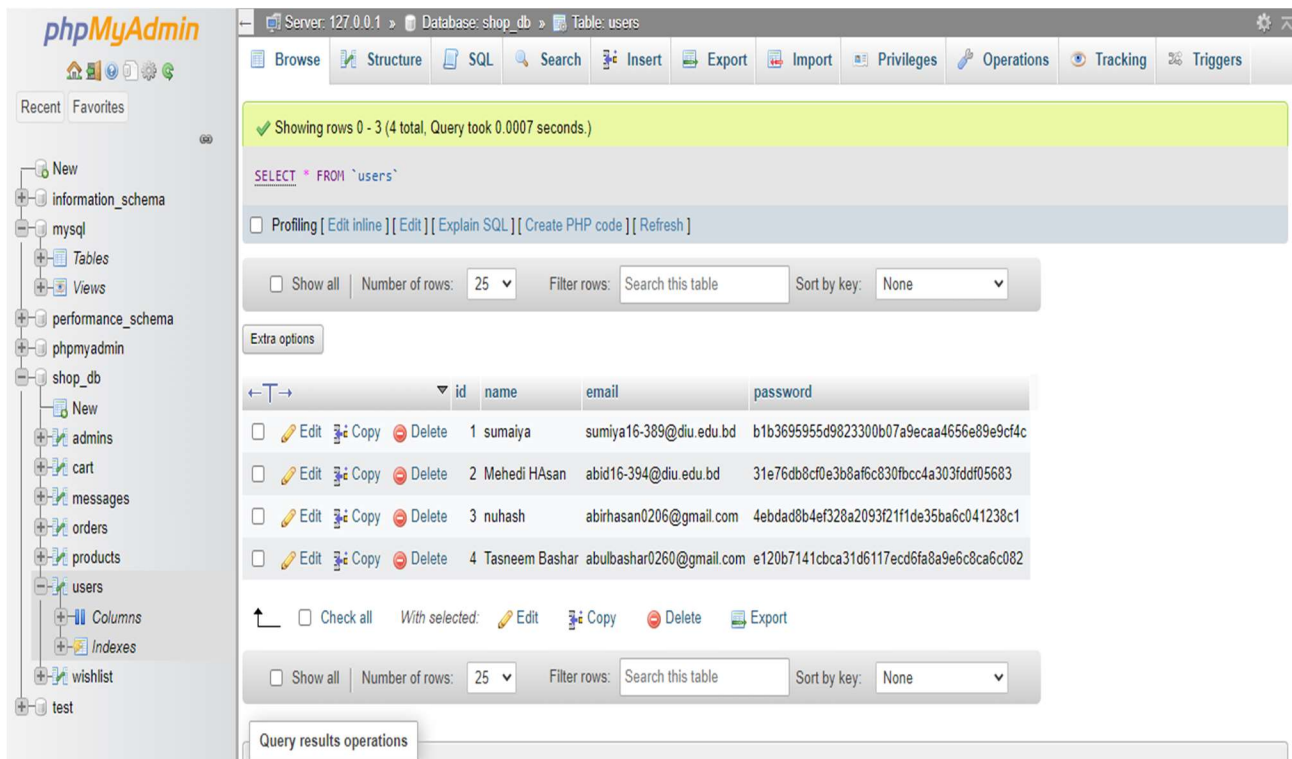 phpMyAdmin
Recent Favorites
New
information_schema
mysql
Tables
Views
performance_schema
phpmyadmin
shop_db
New
admins
cart
messages
orders
products
users
Columns
Indexes
wishlist
test
Server: 127.0.0.1 » Database: shop_db » Table: users
Browse Structure SQL Search Insert Export Import Privileges Operations Tracking Triggers
Showing rows 0 - 3 (4 total, Query took 0.0007 seconds.)
SELECT * FROM `users`
Profiling [ Edit inline ] [ Edit ] [ Explain SQL ] [ Create PHP code ] [ Refresh ]
Show all | Number of rows: 25 Filter rows: Search this table Sort by key: None
Extra options
←T→ id name email password
Edit Copy Delete 1 sumaiya sumiya16-389@diu.edu.bd b1b3695955d9823300b07a9ecaa4656e89e9cf4c
Edit Copy Delete 2 Mehedi HAsan abid16-394@diu.edu.bd 31e76db8cf0e3b8af6c830fbcc4a303fddf05683
Edit Copy Delete 3 nuhash abirhasan0206@gmail.com 4ebdad8b4ef328a2093f21f1de35ba6c041238c1
Edit Copy Delete 4 Tasneem Bashar abulbashar0260@gmail.com e120b7141cbca31d6117ecd6fa8a9e6c8ca6c082
Check all With selected: Edit Copy Delete Export
Show all | Number of rows: 25 Filter rows: Search this table Sort by key: None
Query results operations